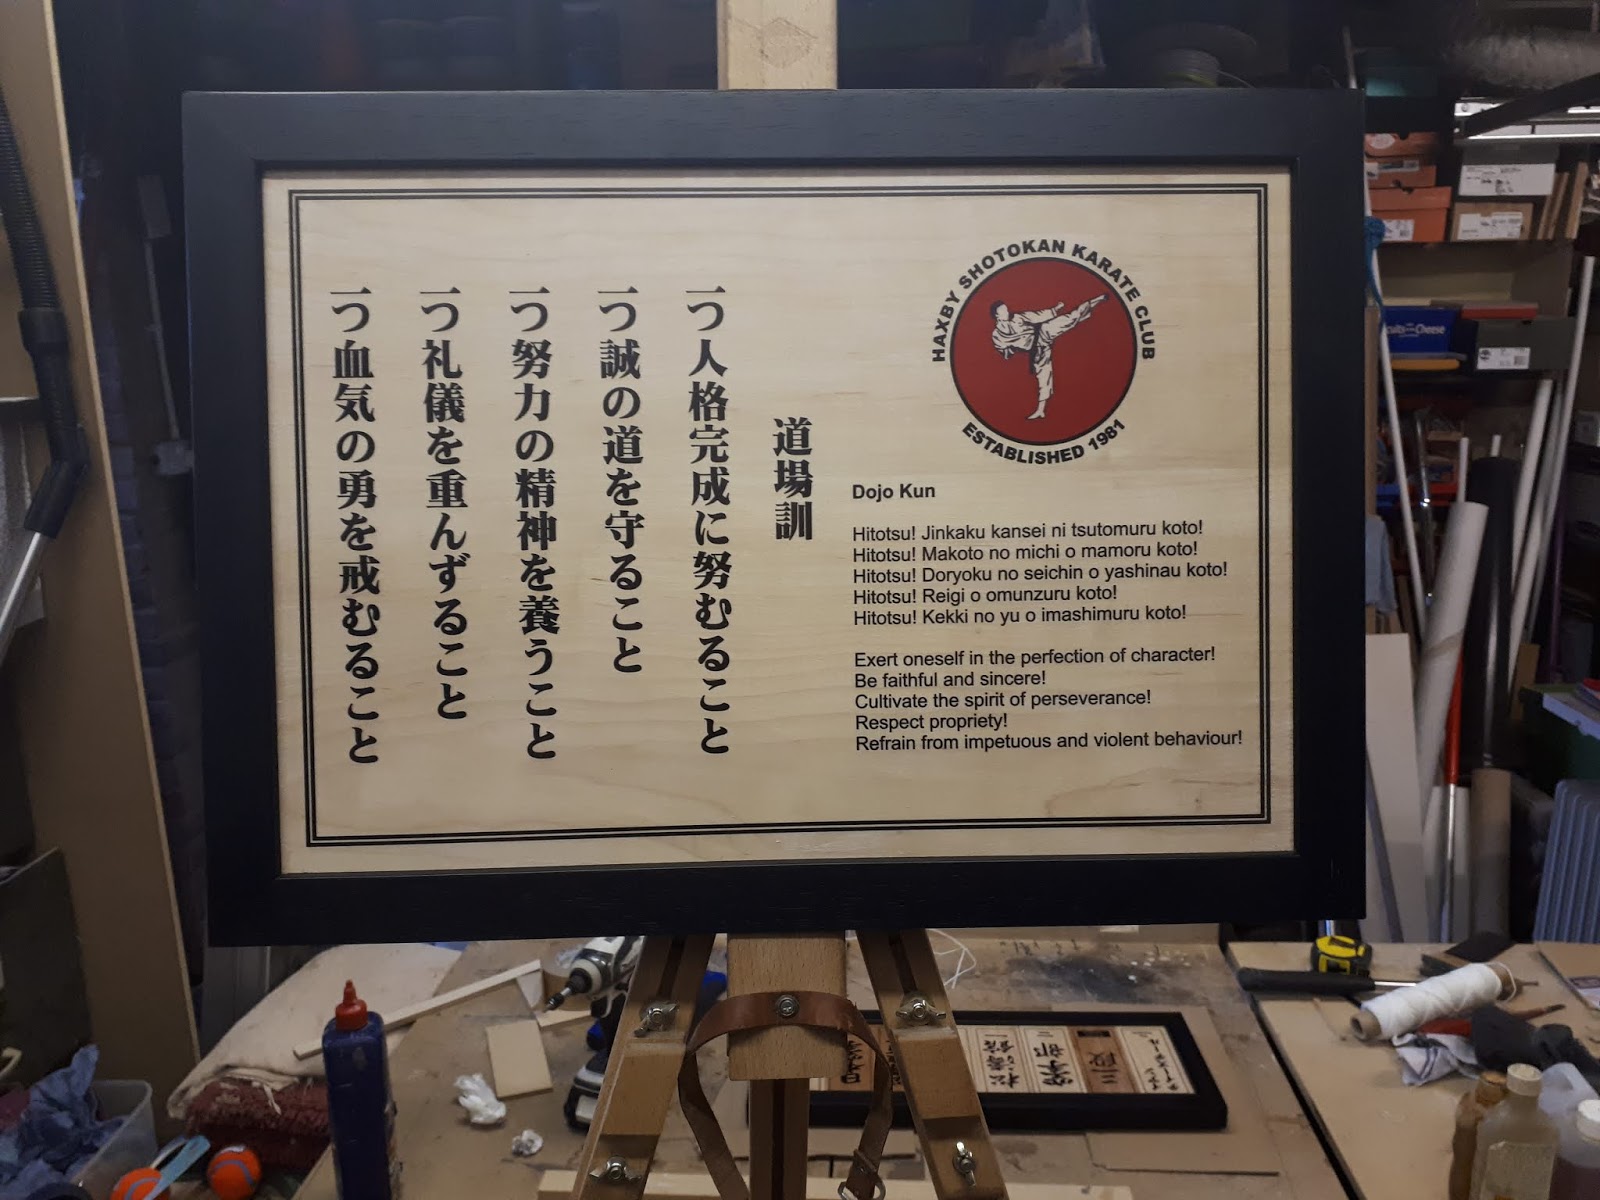 道場訓
一つ人格完成に努むること
一つ誠の道を守ること
一つ努力の精神を養うこと
一つ礼儀を重んずること
一つ血気の勇を戒むること
HAXBY SHOTOKAN KARATE CLUB
ESTABLISHED 1981
Dojo Kun
Hitotsu! Jinkaku kansei ni tsutomuru koto!
Hitotsu! Makoto no michi o mamoru koto!
Hitotsu! Doryoku no seichin o yashinau koto!
Hitotsu! Reigi o omunzuru koto!
Hitotsu! Kekki no yu o imashimuru koto!
Exert oneself in the perfection of character!
Be faithful and sincere!
Cultivate the spirit of perseverance!
Respect propriety!
Refrain from impetuous and violent behaviour!
Cheese
三段